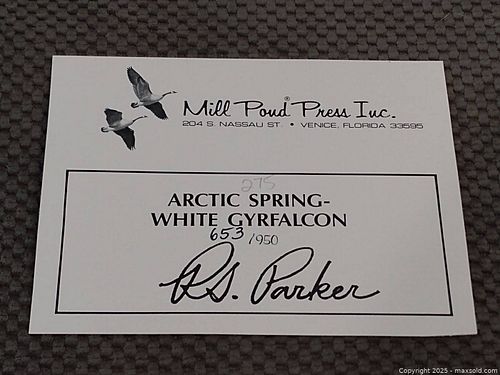 Mill Pond® Press Inc.
204 S. NASSAU ST. • VENICE, FLORIDA 33595
275
ARCTIC SPRING-
WHITE GYRFALCON
653/950
R.S. Parker
Copyright 2025 - maxsold.com